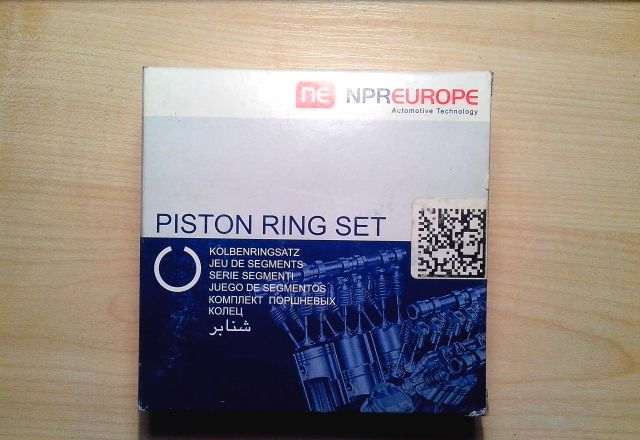 ne NPREUROPE
Automotive Technology
PISTON RING SET
KOLBENRINGSATZ
JEU DE SEGMENTS
SERIE SEGMENTI
JUEGO DE SEGMENTOS
КОМПЛЕКТ ПОРШНЕВЫХ
КОЛЕЦ
شنابر